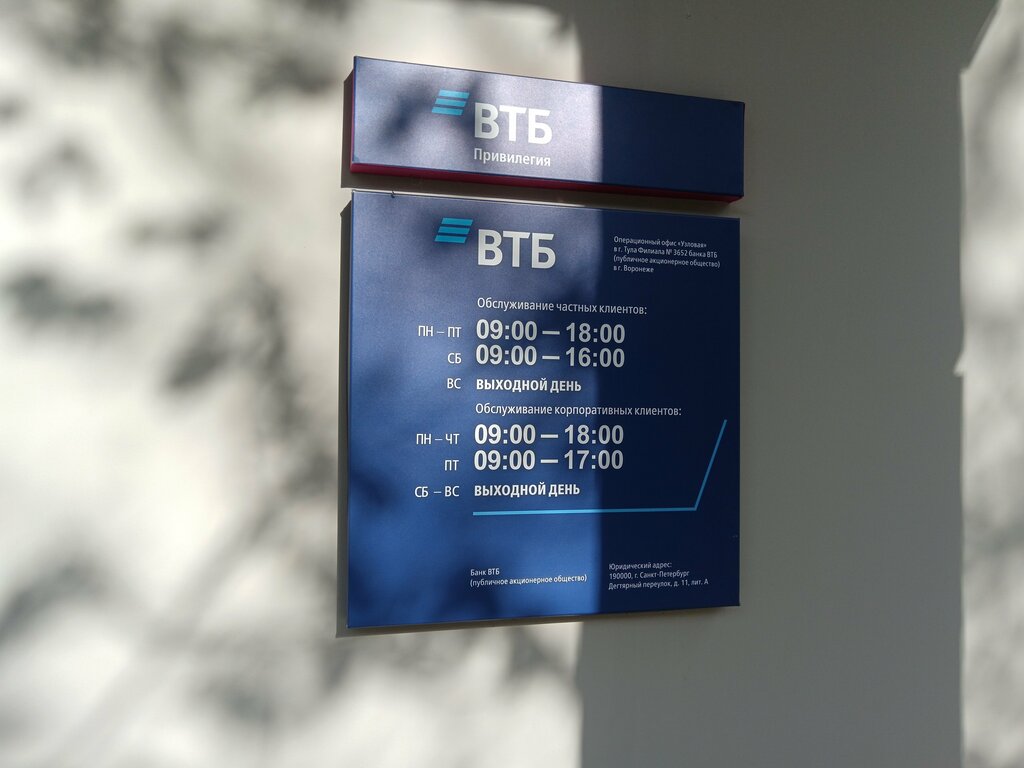 ВТБ
Привилегия
ВТБ
Операционный офис «Узловая»
в г. Тула Филиала № 3652 банка ВТБ
(публичное акционерное общество)
в г. Воронеже
Обслуживание частных клиентов:
ПН – ПТ 09:00 – 18:00
СБ 09:00 – 16:00
ВС ВЫХОДНОЙ ДЕНЬ
Обслуживание корпоративных клиентов:
ПН – ЧТ 09:00 – 18:00
ПТ 09:00 – 17:00
СБ – ВС ВЫХОДНОЙ ДЕНЬ
Банк ВТБ
(публичное акционерное общество)
Юридический адрес:
190000, г. Санкт-Петербург
Дегтярный переулок, д. 11, лит. А